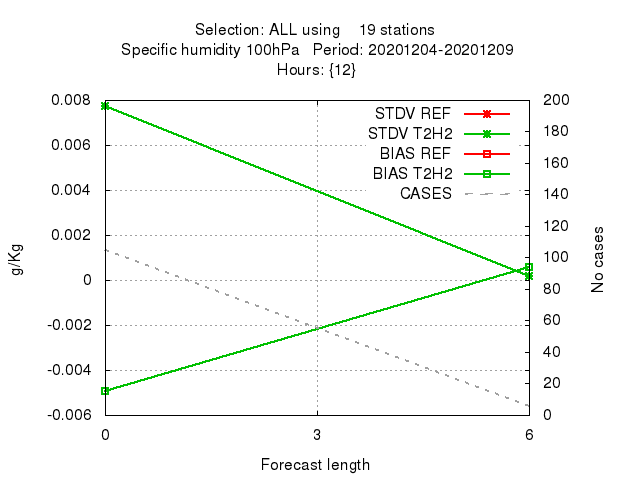 Selection: ALL using 19 stations
Specific humidity 100hPa Period: 20201204-20201209
Hours: {12}
0.008
0.006
0.004
0.002
0
-0.002
-0.004
-0.006
g/Kg
STDV REF
STDV T2H2
BIAS REF
BIAS T2H2
CASES
200
180
160
140
120
100
80
60
40
20
0
No cases
0 3 6
Forecast length